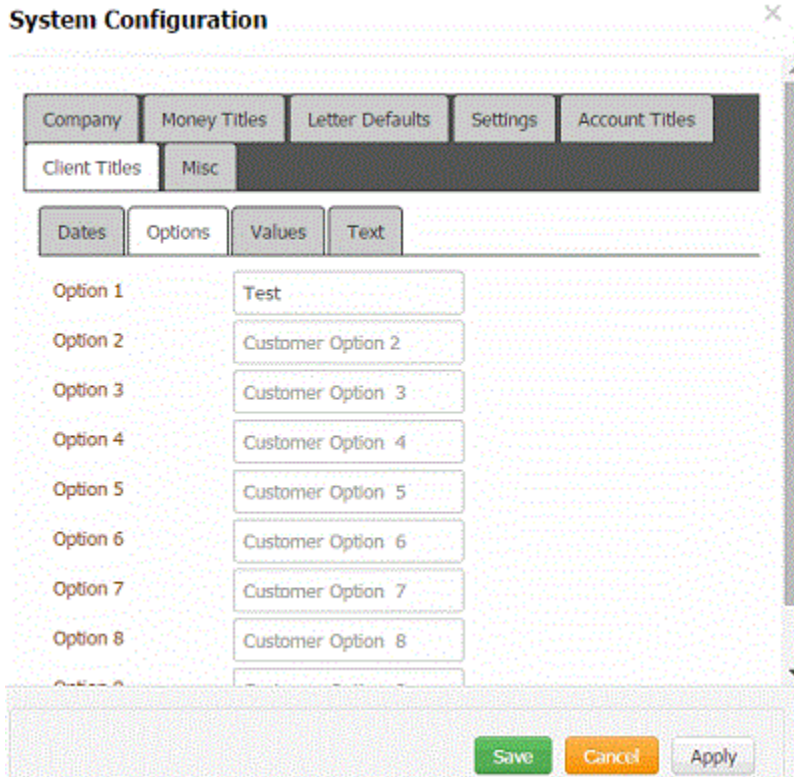 System Configuration
Company Money Titles Letter Defaults Settings Account Titles
Client Titles Misc
Dates Options Values Text
Option 1 Test
Option 2 Customer Option 2
Option 3 Customer Option 3
Option 4 Customer Option 4
Option 5 Customer Option 5
Option 6 Customer Option 6
Option 7 Customer Option 7
Option 8 Customer Option 8
Save Cancel Apply